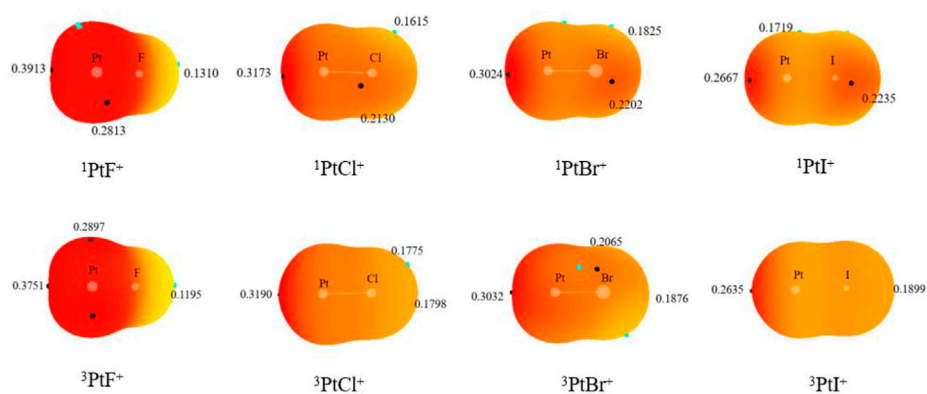 0.3913
Pt
F
0.1310
0.2813
¹PtF⁺
0.1615
0.3173
Pt
Cl
0.2130
¹PtCl⁺
0.1825
0.3024
Pt
Br
0.2202
¹PtBr⁺
0.1719
0.2667
Pt
I
0.2235
¹PtI⁺
0.2897
0.3751
Pt
F
0.1195
³PtF⁺
0.1775
0.3190
Pt
Cl
0.1798
³PtCl⁺
0.2065
0.3032
Pt
Br
0.1876
³PtBr⁺
0.2635
Pt
I
0.1899
³PtI⁺